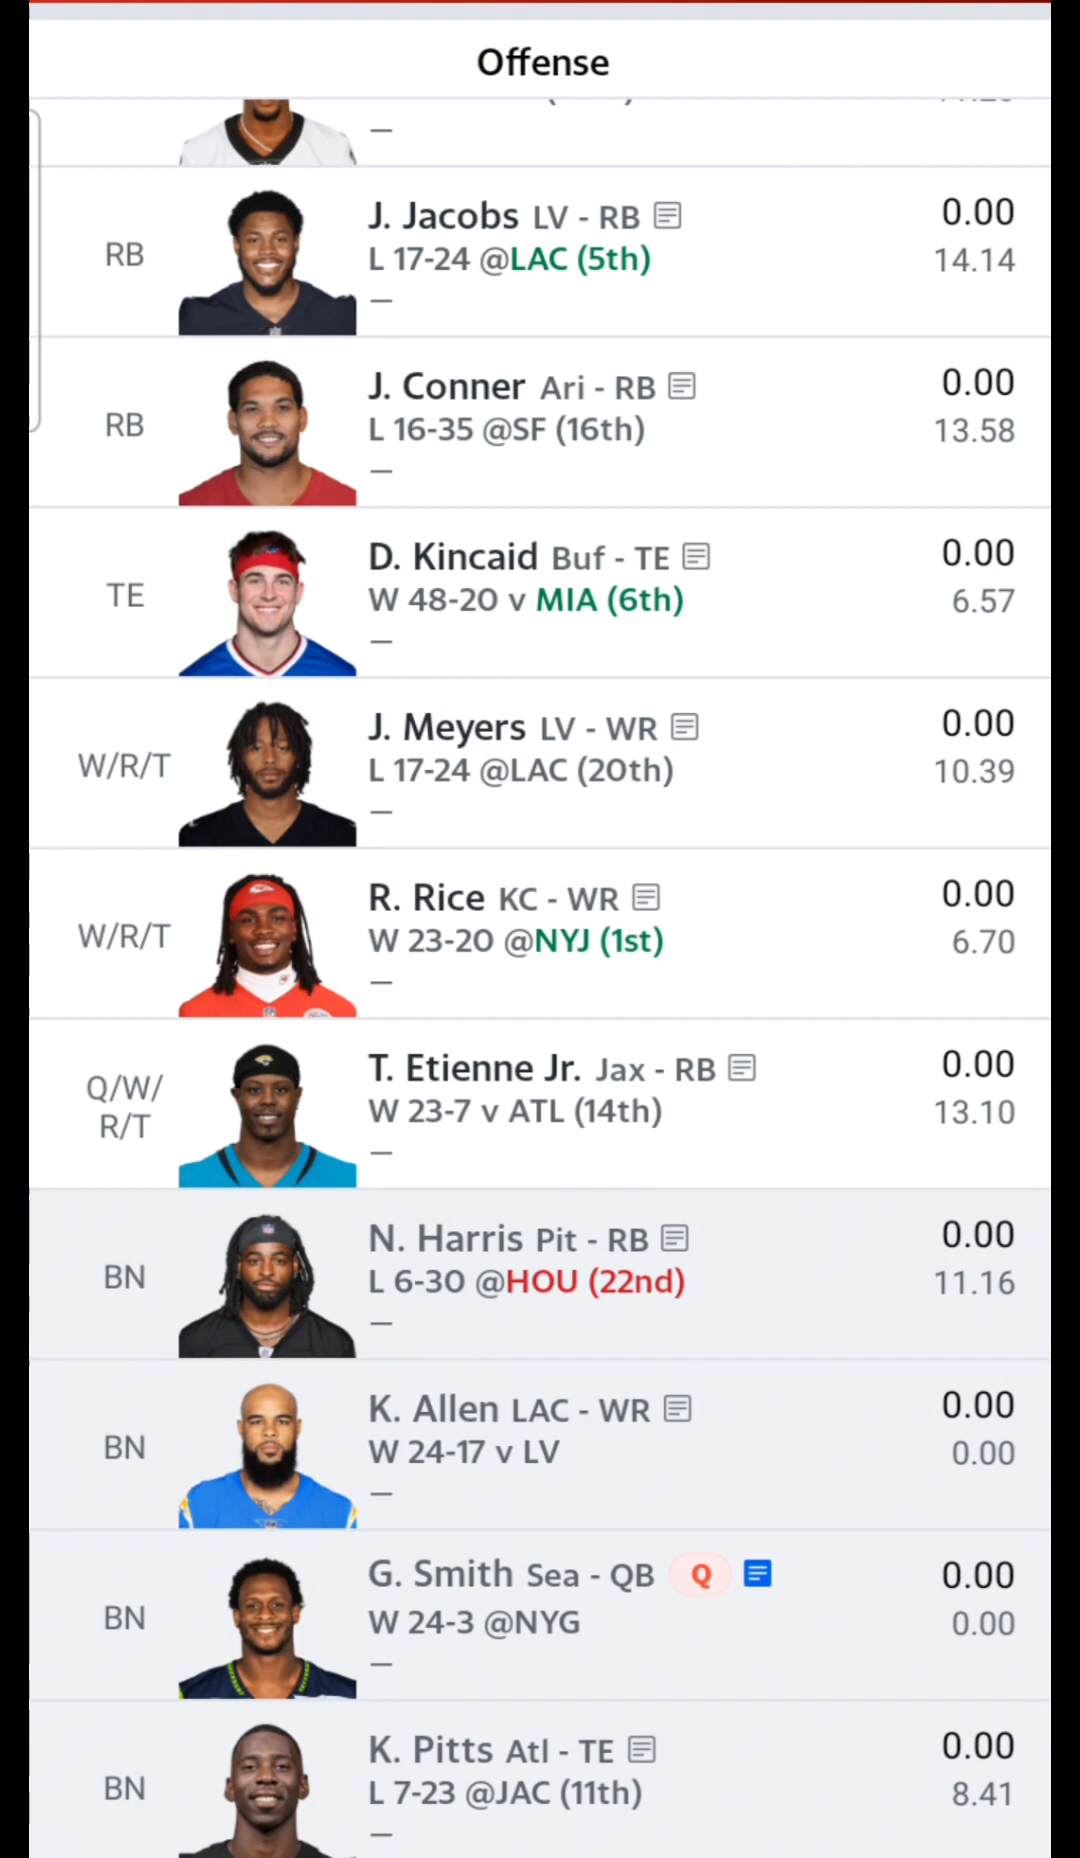 Offense
—
RB
J. Jacobs LV - RB
0.00
L 17-24 @LAC (5th)
14.14
—
RB
J. Conner Ari - RB
0.00
L 16-35 @SF (16th)
13.58
—
TE
D. Kincaid Buf - TE
0.00
W 48-20 v MIA (6th)
6.57
—
W/R/T
J. Meyers LV - WR
0.00
L 17-24 @LAC (20th)
10.39
—
W/R/T
R. Rice KC - WR
0.00
W 23-20 @NYJ (1st)
6.70
—
Q/W/
R/T
T. Etienne Jr. Jax - RB
0.00
W 23-7 v ATL (14th)
13.10
—
BN
N. Harris Pit - RB
0.00
L 6-30 @HOU (22nd)
11.16
—
BN
K. Allen LAC - WR
0.00
W 24-17 v LV
0.00
—
BN
G. Smith Sea - QB Q
0.00
W 24-3 @NYG
0.00
—
BN
K. Pitts Atl - TE
0.00
L 7-23 @JAC (11th)
8.41
—